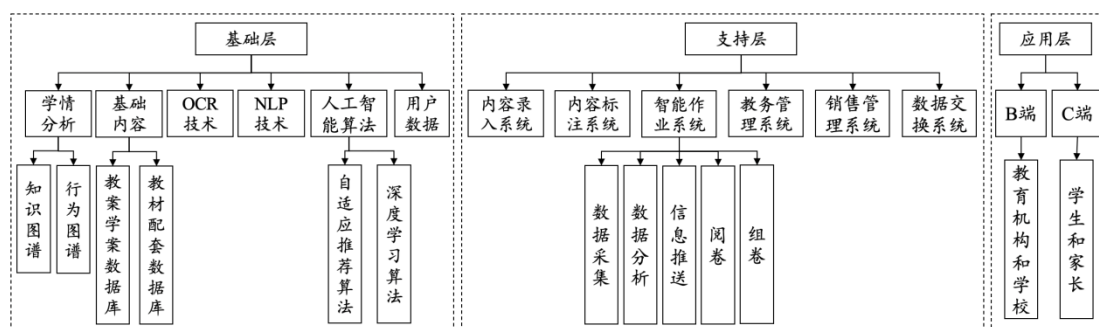 基础层
支持层
应用层
学情
分析
基础
内容
OCR
技术
NLP
技术
人工智
能算法
用户
数据
内容录
入系统
内容标
注系统
智能作
业系统
教务管
理系统
销售管
理系统
数据交
换系统
B端
C端
知识图谱
行为图谱
教案学案数据库
教材配套数据库
自适应推荐算法
深度学习算法
数据采集
数据分析
信息推送
阅卷
组卷
教育机构和学校
学生和家长